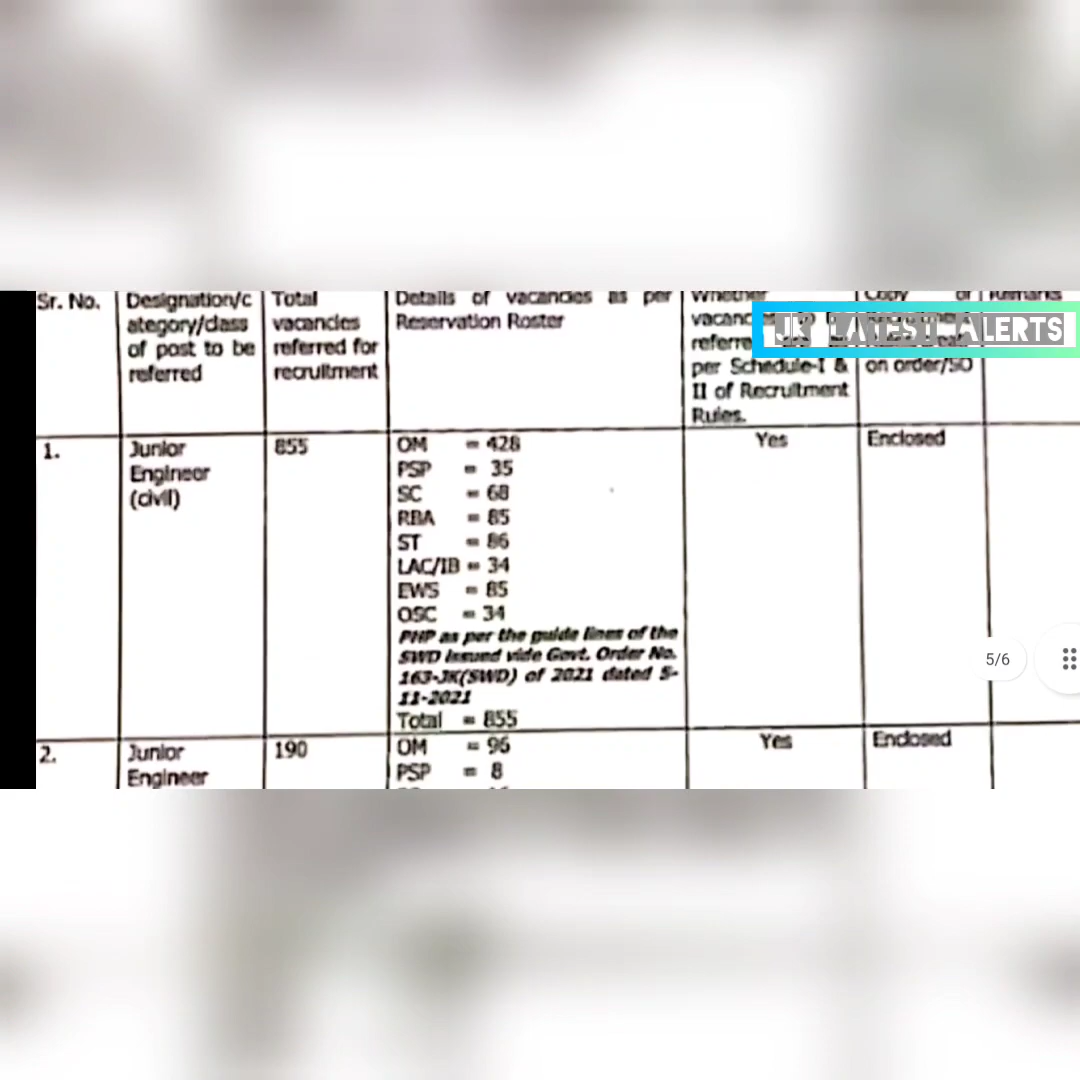 Sr. No.
Designation/c
ategory/class
of post to be
referred
Total
vacancies
referred for
recruitment
Details of vacancies as per
Reservation Roster
Whether
per Schedule-I &
II of Recruitment
Rules.
Copy of
on order/SO
Remarks
JK LATEST ALERTS
1.
Junior
Engineer
(civil)
855
OM = 428
PSP = 35
SC = 68
RBA = 85
ST = 86
LAC/IB = 34
EWS = 85
OSC = 34
PHP as per the guide lines of the
SWD issued vide Govt. Order No.
163-JK(SWD) of 2021 dated 5-
11-2021
Total = 855
Yes
Enclosed
5/6
2.
Junior
Engineer
190
OM = 96
PSP = 8
Yes
Enclosed